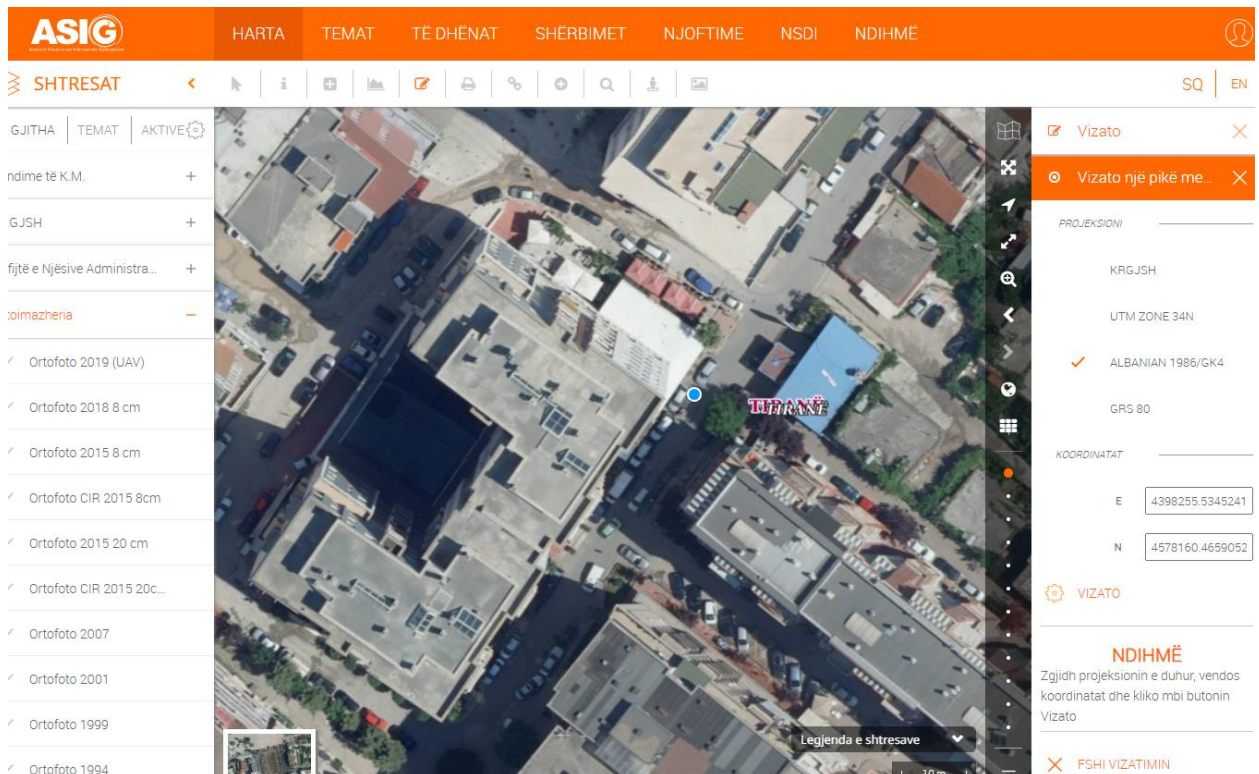 ASIG
HARTA TEMAT TË DHËNAT SHËRBIMET NJOFTIME NSDI NDIHMË
SHTRESAT
SQ EN
GJITHA TEMAT AKTIVE
ndime të K.M.
GJSH
fijtë e Njësive Administra...
toimazheria
Ortofoto 2019 (UAV)
Ortofoto 2018 8 cm
Ortofoto 2015 8 cm
Ortofoto CIR 2015 8cm
Ortofoto 2015 20 cm
Ortofoto CIR 2015 20c...
Ortofoto 2007
Ortofoto 2001
Ortofoto 1999
Ortofoto 1994
TIRANË
Legjenda e shtresave
10 m
Vizato
Vizato një pikë me...
PROJEKSIONI
KRGJSH
UTM ZONE 34N
ALBANIAN 1986/GK4
GRS 80
KOORDINATAT
E 4398255.5345241
N 4578160.4659052
VIZATO
NDIHMË
Zgjidh projeksionin e duhur, vendos
koordinatat dhe kliko mbi butonin
Vizato
FSHI VIZATIMIN